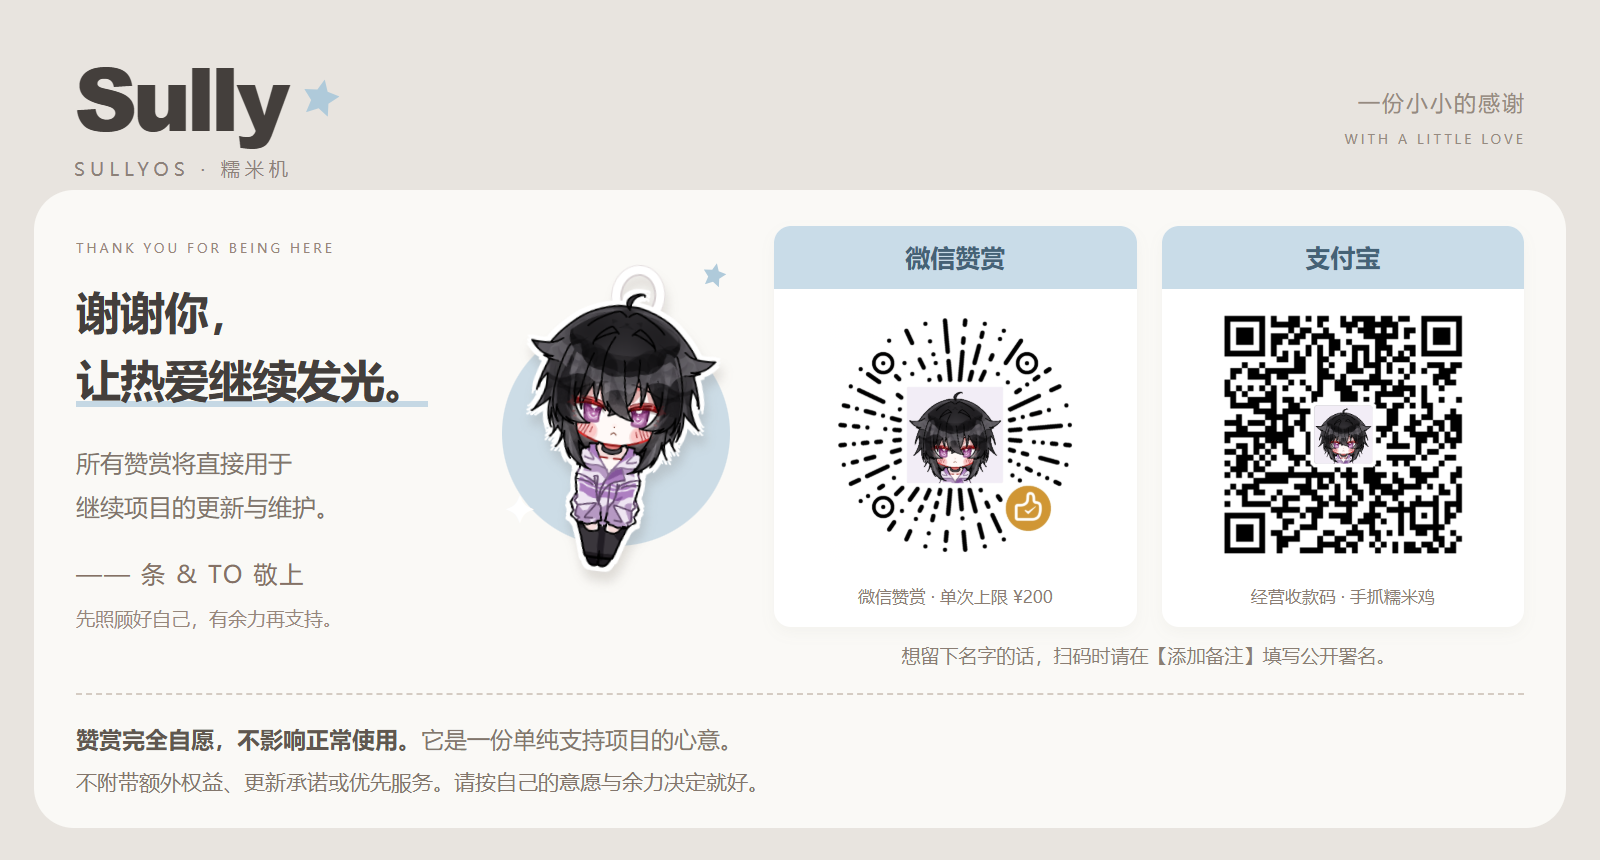 Sully
SULLYOS · 糯米机
一份小小的感谢
WITH A LITTLE LOVE
THANK YOU FOR BEING HERE
谢谢你，
让热爱继续发光。
所有赞赏将直接用于
继续项目的更新与维护。
—— 条 & TO 敬上
先照顾好自己，有余力再支持。
微信赞赏
微信赞赏 · 单次上限 ¥200
支付宝
经营收款码 · 手抓糯米鸡
想留下名字的话，扫码时请在【添加备注】填写公开署名。
赞赏完全自愿，不影响正常使用。它是一份单纯支持项目的心意。
不附带额外权益、更新承诺或优先服务。请按自己的意愿与余力决定就好。